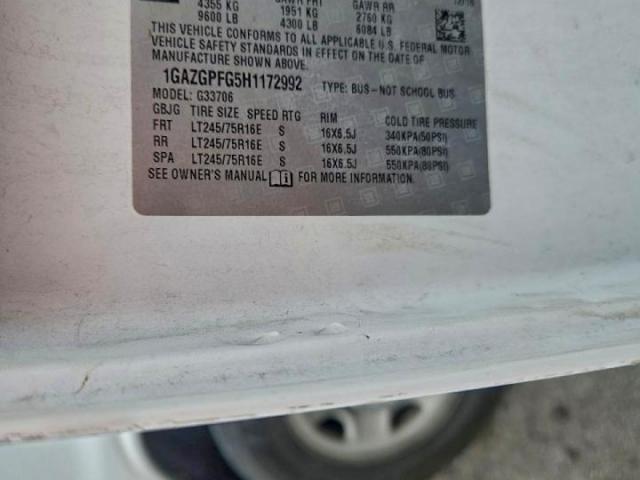 4355 KG 1951 KG 2760 KG
9600 LB 4300 LB 6084 LB
THIS VEHICLE CONFORMS TO ALL APPLICABLE U.S. FEDERAL MOTOR
VEHICLE SAFETY STANDARDS IN EFFECT ON THE DATE OF
MANUFACTURE SHOWN ABOVE.
1GAZGPFG5H1172992 TYPE: BUS–NOT SCHOOL BUS
MODEL: G33706
GBJG TIRE SIZE SPEED RTG RIM COLD TIRE PRESSURE
FRT LT245/75R16E S 16X6.5J 340KPA(50PSI)
RR LT245/75R16E S 16X6.5J 550KPA(80PSI)
SPA LT245/75R16E S 16X6.5J 550KPA(80PSI)
SEE OWNER'S MANUAL FOR MORE INFORMATION.